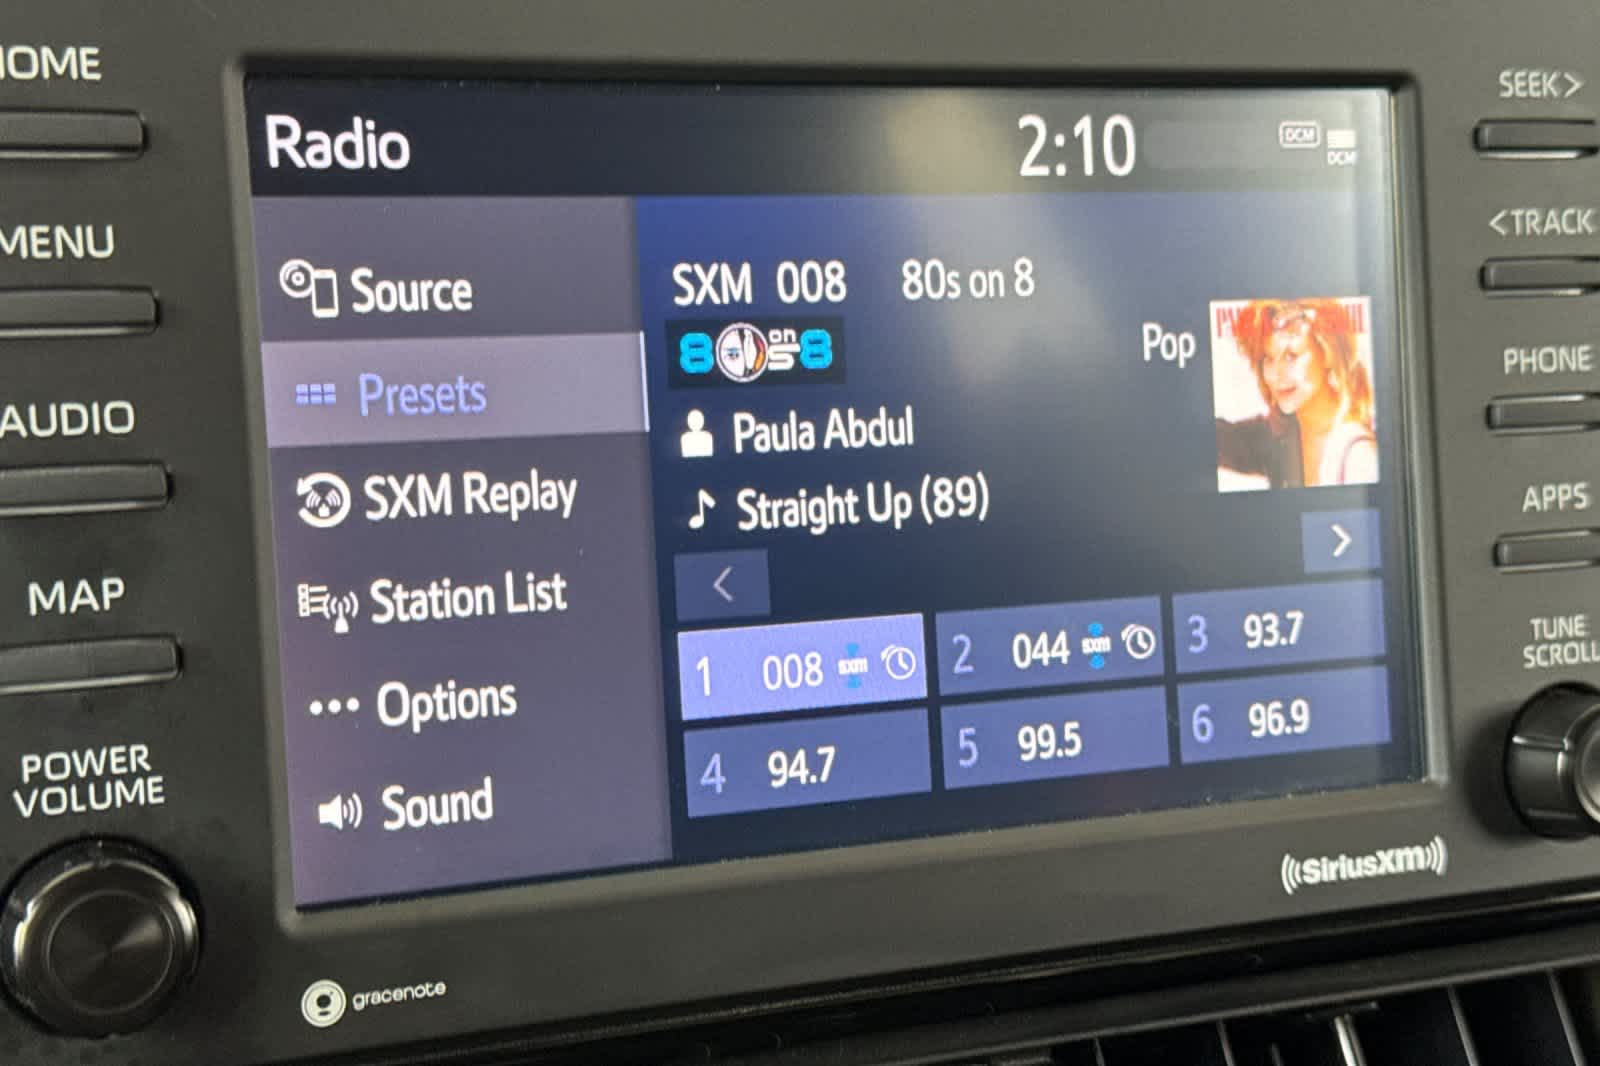 HOME
MENU
AUDIO
MAP
POWER
VOLUME
Radio
2:10
DCM
DCM
Source
Presets
SXM Replay
Station List
Options
Sound
SXM 008 80s on 8
80s on 8
Pop
Paula Abdul
Straight Up (89)
<
>
1 008 sxm
2 044 sxm
3 93.7
4 94.7
5 99.5
6 96.9
SEEK >
< TRACK
PHONE
APPS
TUNE
SCROLL
SiriusXM
gracenote